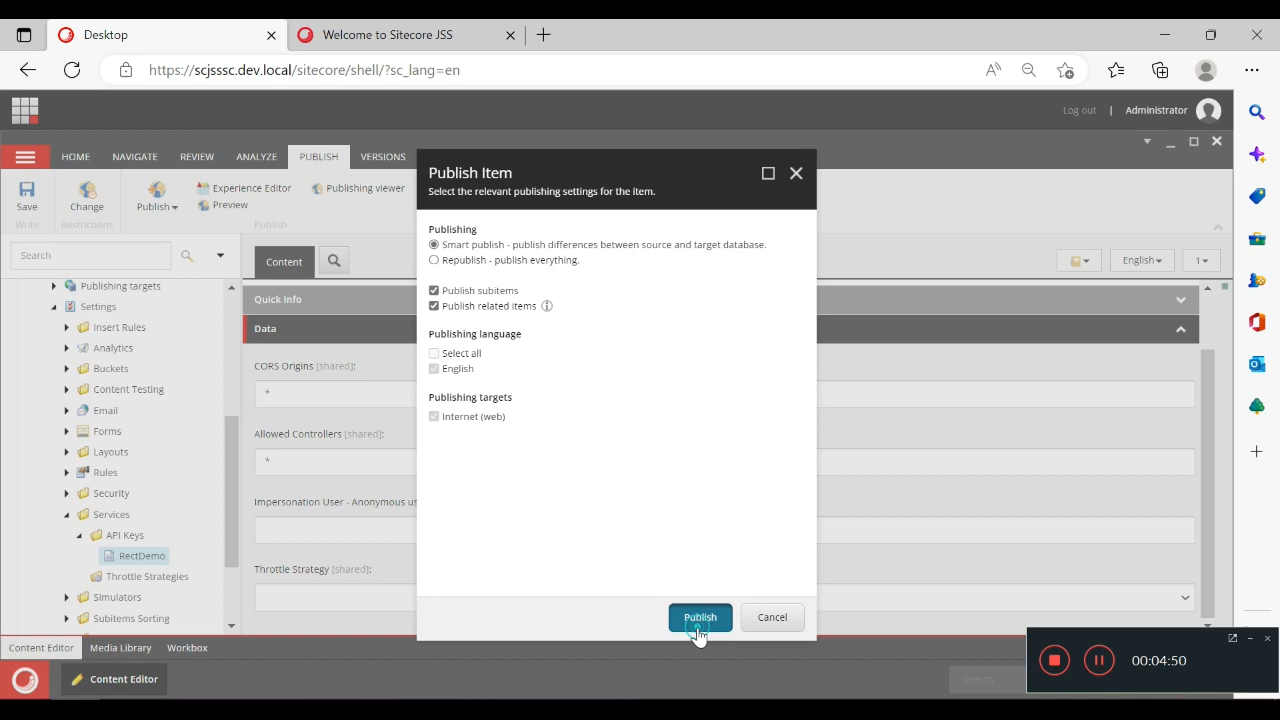 Desktop
Welcome to Sitecore JSS
https://scjsssc.dev.local/sitecore/shell/?sc_lang=en
Log out | Administrator
HOME NAVIGATE REVIEW ANALYZE PUBLISH VERSIONS
Save
Write
Change
Restrictions
Publish
Experience Editor
Preview
Publishing viewer
Publish
Search
Content
English
1
Publishing targets
Settings
Insert Rules
Analytics
Buckets
Content Testing
Email
Forms
Layouts
Rules
Security
Services
API Keys
RectDemo
Throttle Strategies
Simulators
Subitems Sorting
Quick Info
Data
CORS Origins [shared]:
*
Allowed Controllers [shared]:
*
Impersonation User - Anonymous us
Throttle Strategy [shared]:
Publish Item
Select the relevant publishing settings for the item.
Publishing
Smart publish - publish differences between source and target database.
Republish - publish everything.
Publish subitems
Publish related items
Publishing language
Select all
English
Publishing targets
Internet (web)
Publish
Cancel
Content Editor Media Library Workbox
Content Editor
Search
00:04:50